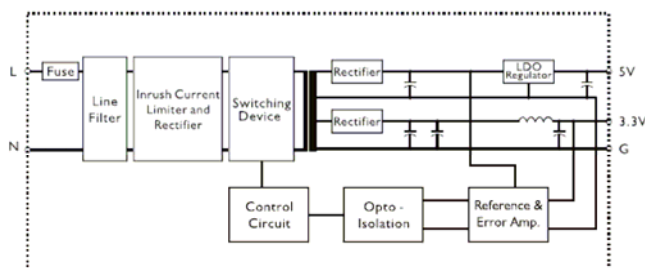 L
Fuse
Line
Filter
Inrush Current
Limiter and
Rectifier
Switching
Device
Rectifier
LDO
Regulator
5V
Rectifier
3.3V
N
G
Control
Circuit
Opto -
Isolation
Reference &
Error Amp.